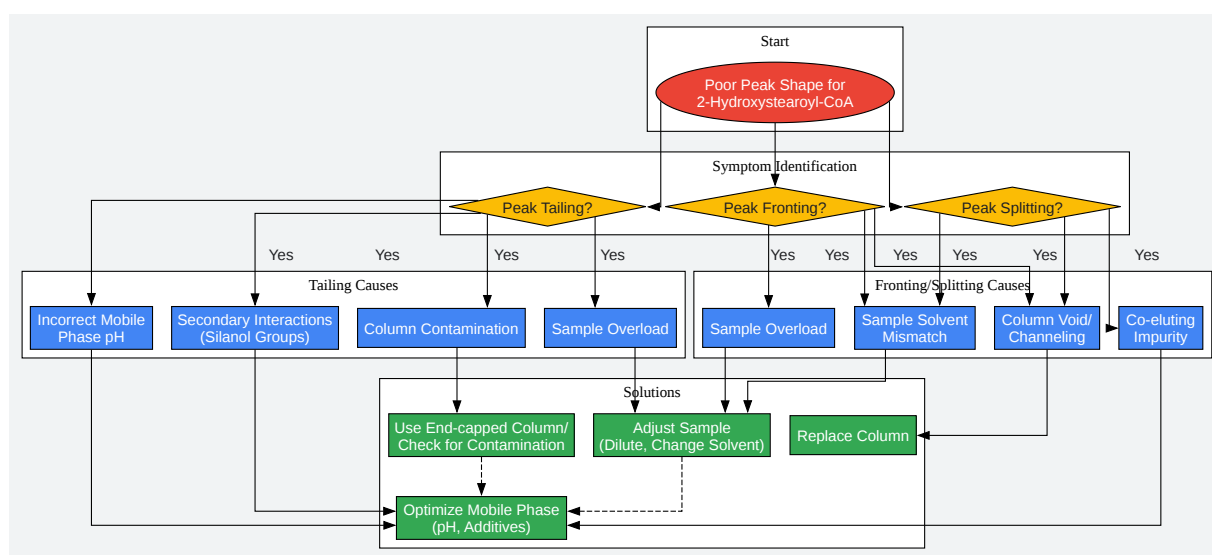 Start
Poor Peak Shape for
2-Hydroxystearoyl-CoA
Symptom Identification
Peak Tailing?
Peak Fronting?
Peak Splitting?
Yes
Yes
Yes
Yes
Yes
Yes
Yes
Yes
Yes
Tailing Causes
Fronting/Splitting Causes
Incorrect Mobile
Phase pH
Secondary Interactions
(Silanol Groups)
Column Contamination
Sample Overload
Sample Overload
Sample Solvent
Mismatch
Column Void/
Channeling
Co-eluting
Impurity
Solutions
Use End-capped Column/
Check for Contamination
Adjust Sample
(Dilute, Change Solvent)
Replace Column
Optimize Mobile Phase
(pH, Additives)